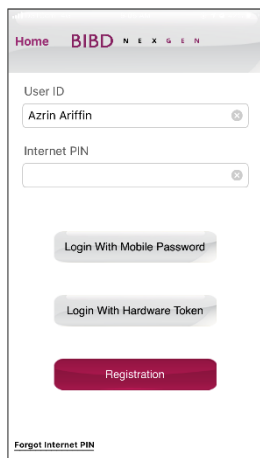 Home BIBD NEXGEN
User ID
Azrin Ariffin
Internet PIN
Login With Mobile Password
Login With Hardware Token
Registration
Forgot Internet PIN